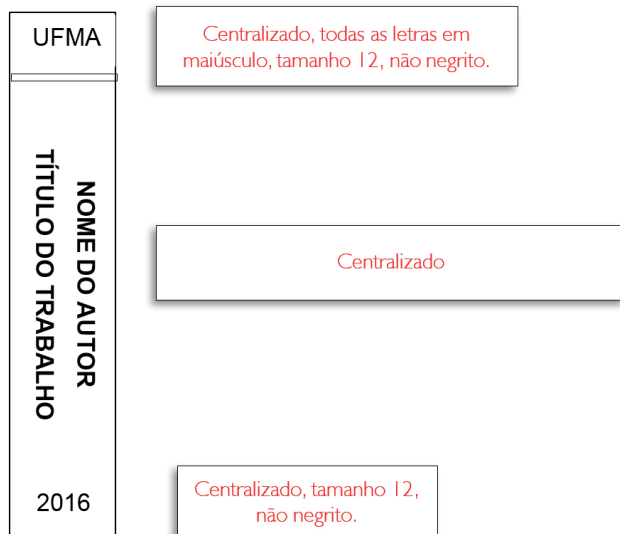 UFMA
Centralizado, todas as letras em
maiúsculo, tamanho 12, não negrito.
NOME DO AUTOR
TÍTULO DO TRABALHO
Centralizado
2016
Centralizado, tamanho 12,
não negrito.